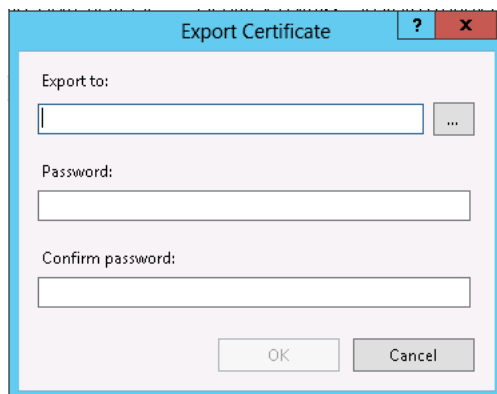 Export Certificate
?
x
Export to:
...
Password:
Confirm password:
OK
Cancel